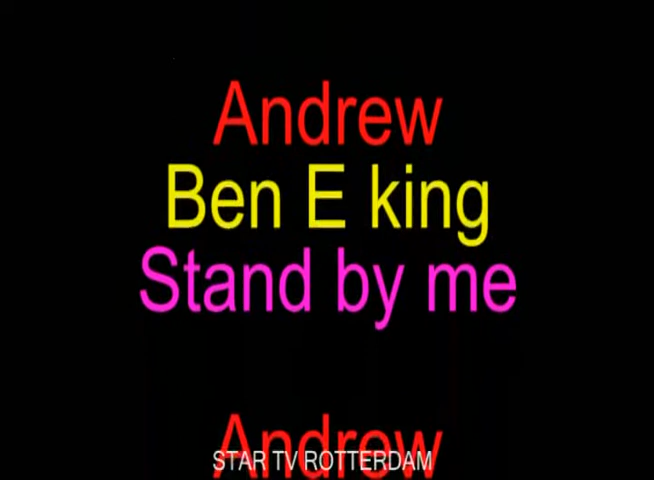 Andrew
Ben E king
Stand by me
Andrew
STAR TV ROTTERDAM